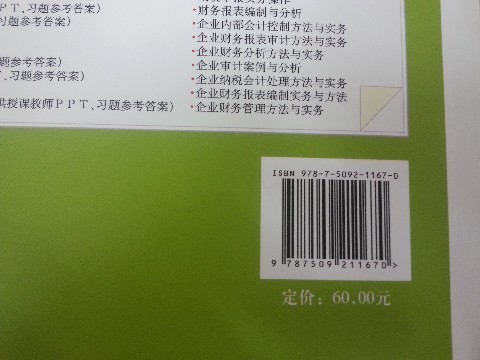 PPT、习题参考答案)
习题参考答案)
·财务报表编制与分析
·企业内部会计控制方法与实务
·企业财务报表审计方法与实务
·企业财务分析方法与实务
题参考答案)
·企业审计案例与分析
、习题参考答案)
·企业纳税会计处理方法与实务
·企业财务报表编制实务与方法
供授课教师PPT、习题参考答案)
·企业财务管理方法与实务
ISBN 978-7-5092-1167-0
9 787509 211670 >
定价：60.00元